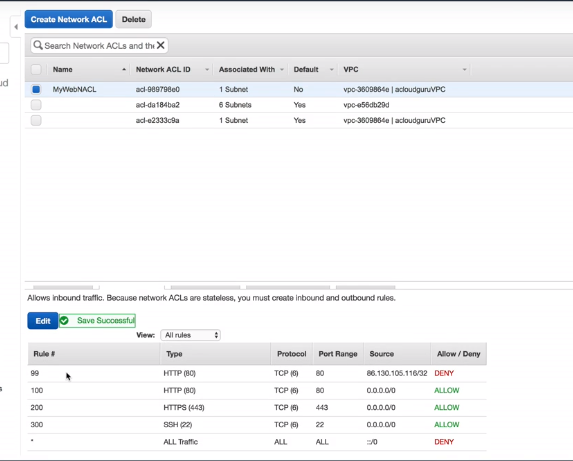 Create Network ACL Delete
Search Network ACLs and the
ud
Name Network ACL ID Associated With Default VPC
MyWebNACL acl-989798e0 1 Subnet No vpc-3609864e | acloudguruVPC
acl-da184ba2 6 Subnets Yes vpc-e56db29d
acl-e2333c9a 1 Subnet Yes vpc-3609864e | acloudguruVPC
Allows inbound traffic. Because network ACLs are stateless, you must create inbound and outbound rules.
Edit Save Successful
View: All rules
Rule # Type Protocol Port Range Source Allow / Deny
99 HTTP (80) TCP (6) 80 86.130.105.116/32 DENY
100 HTTP (80) TCP (6) 80 0.0.0.0/0 ALLOW
200 HTTPS (443) TCP (6) 443 0.0.0.0/0 ALLOW
s
300 SSH (22) TCP (6) 22 0.0.0.0/0 ALLOW
* ALL Traffic ALL ALL ::/0 DENY